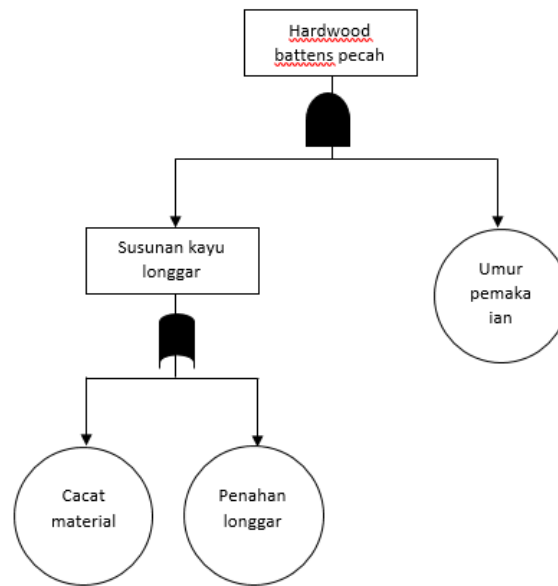 Hardwood
battens pecah
Susunan kayu
longgar
Umur
pemaka
ian
Cacat
material
Penahan
longgar